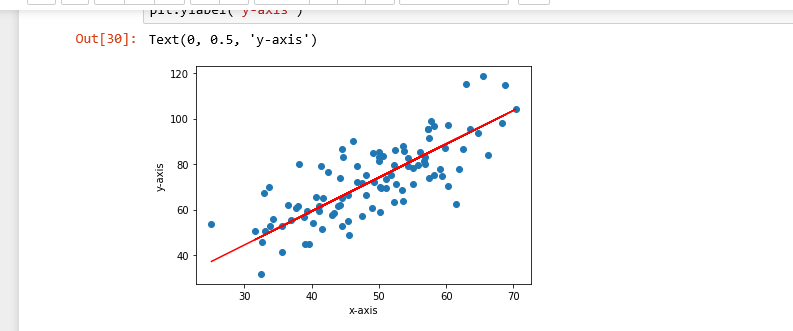 plt.ylabel('y-axis')
Out[30]: Text(0, 0.5, 'y-axis')
120
100
80
60
40
y-axis
30 40 50 60 70
x-axis